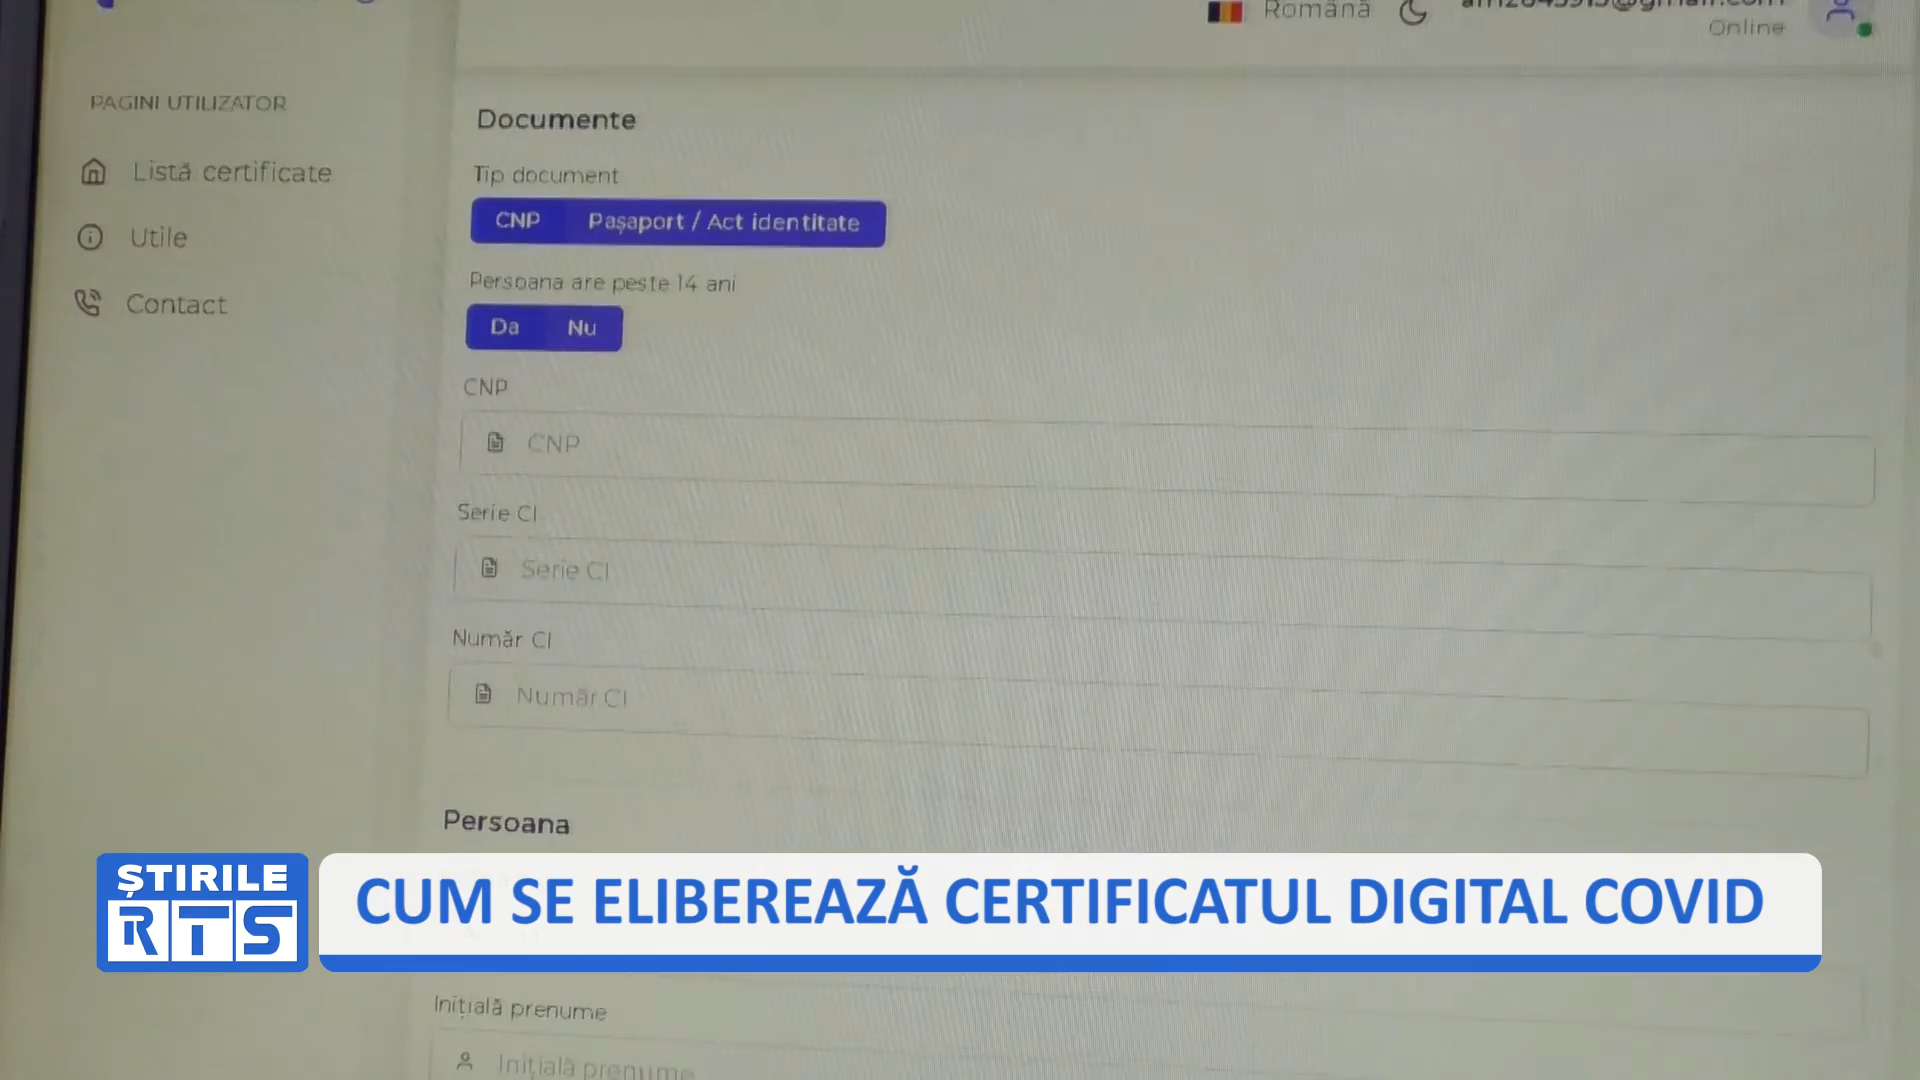 Română
Online
PAGINI UTILIZATOR
Listă certificate
Utile
Contact
Documente
Tip document
CNP Pașaport / Act identitate
Persoana are peste 14 ani
Da Nu
CNP
CNP
Serie CI
Serie CI
Număr CI
Număr CI
Persoana
ȘTIRILE
RTS
CUM SE ELIBEREAZĂ CERTIFICATUL DIGITAL COVID
Inițială prenume
Inițială prenume